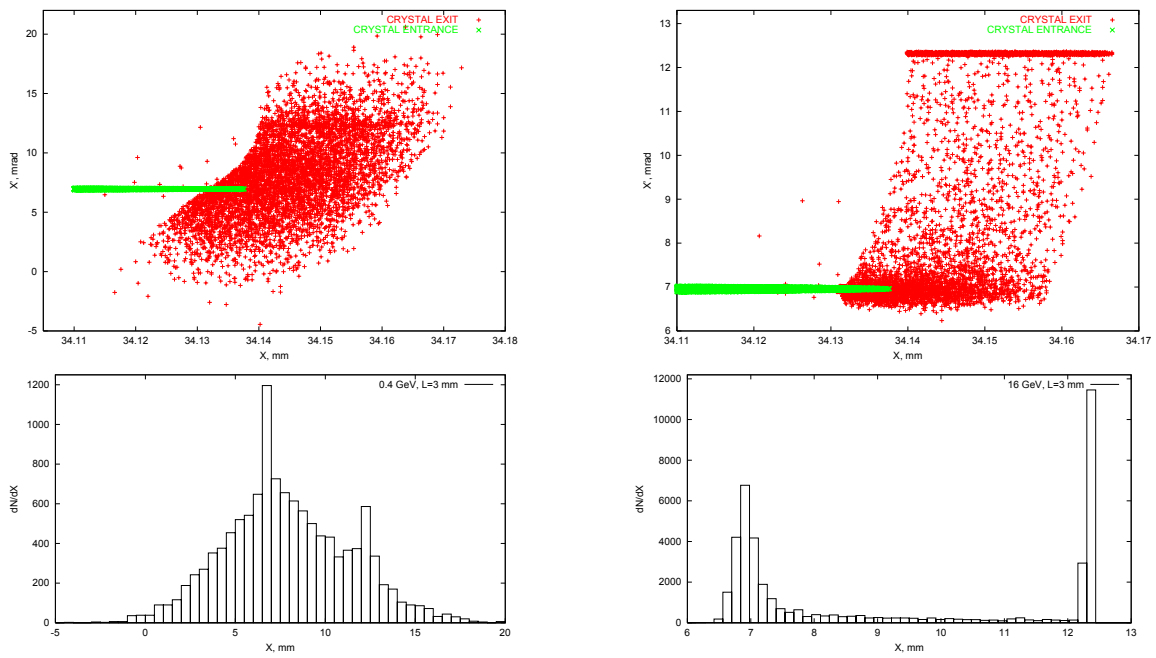 CRYSTAL EXIT
CRYSTAL ENTRANCE
20
15
10
5
0
-5
X', mrad
34.11 34.12 34.13 34.14 34.15 34.16 34.17 34.18
X, mm
CRYSTAL EXIT
CRYSTAL ENTRANCE
13
12
11
10
9
8
7
6
X', mrad
34.11 34.12 34.13 34.14 34.15 34.16 34.17
X, mm
0.4 GeV, L=3 mm
1200
1000
800
600
400
200
0
dN/dX
-5 0 5 10 15 20
X, mm
16 GeV, L=3 mm
12000
10000
8000
6000
4000
2000
0
dN/dX
6 7 8 9 10 11 12 13
X, mm